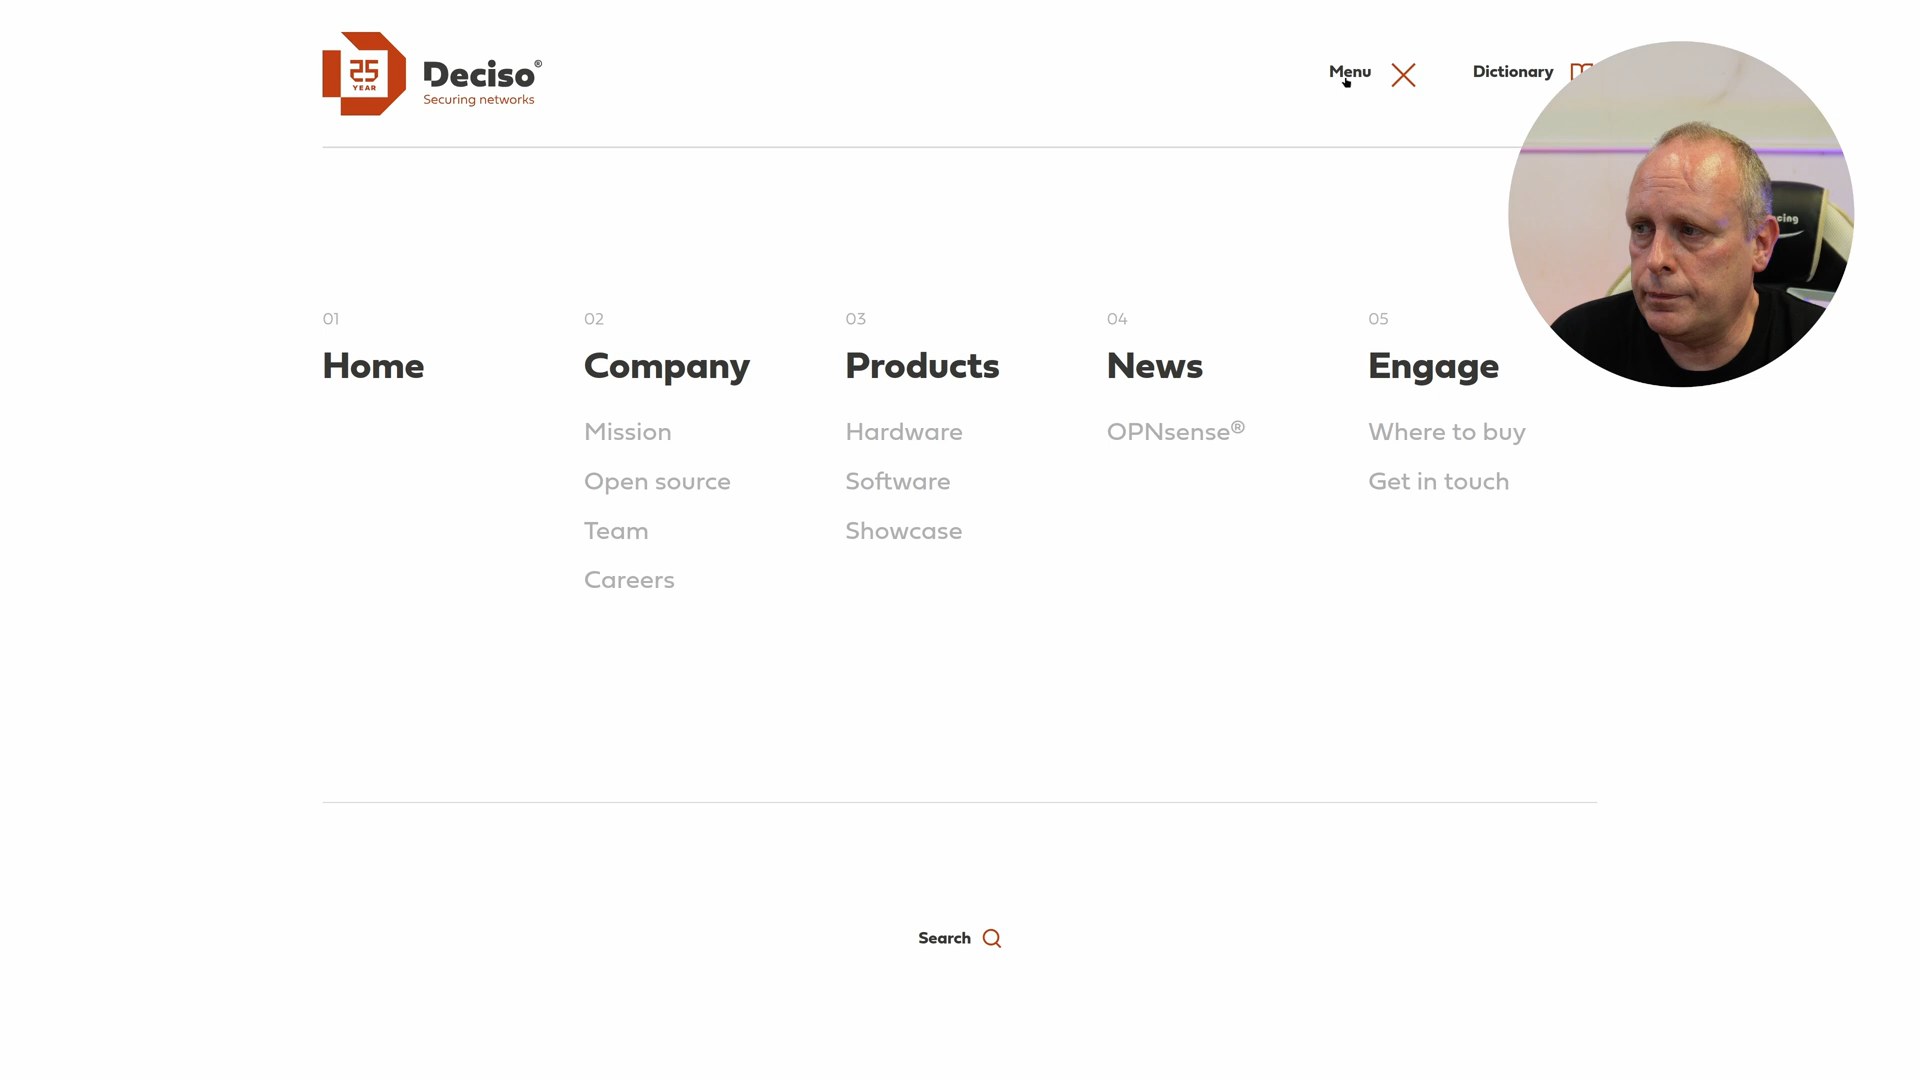 25
YEAR
Deciso®
Securing networks
Menu
Dictionary
01
Home
02
Company
Mission
Open source
Team
Careers
03
Products
Hardware
Software
Showcase
04
News
OPNsense®
05
Engage
Where to buy
Get in touch
Search